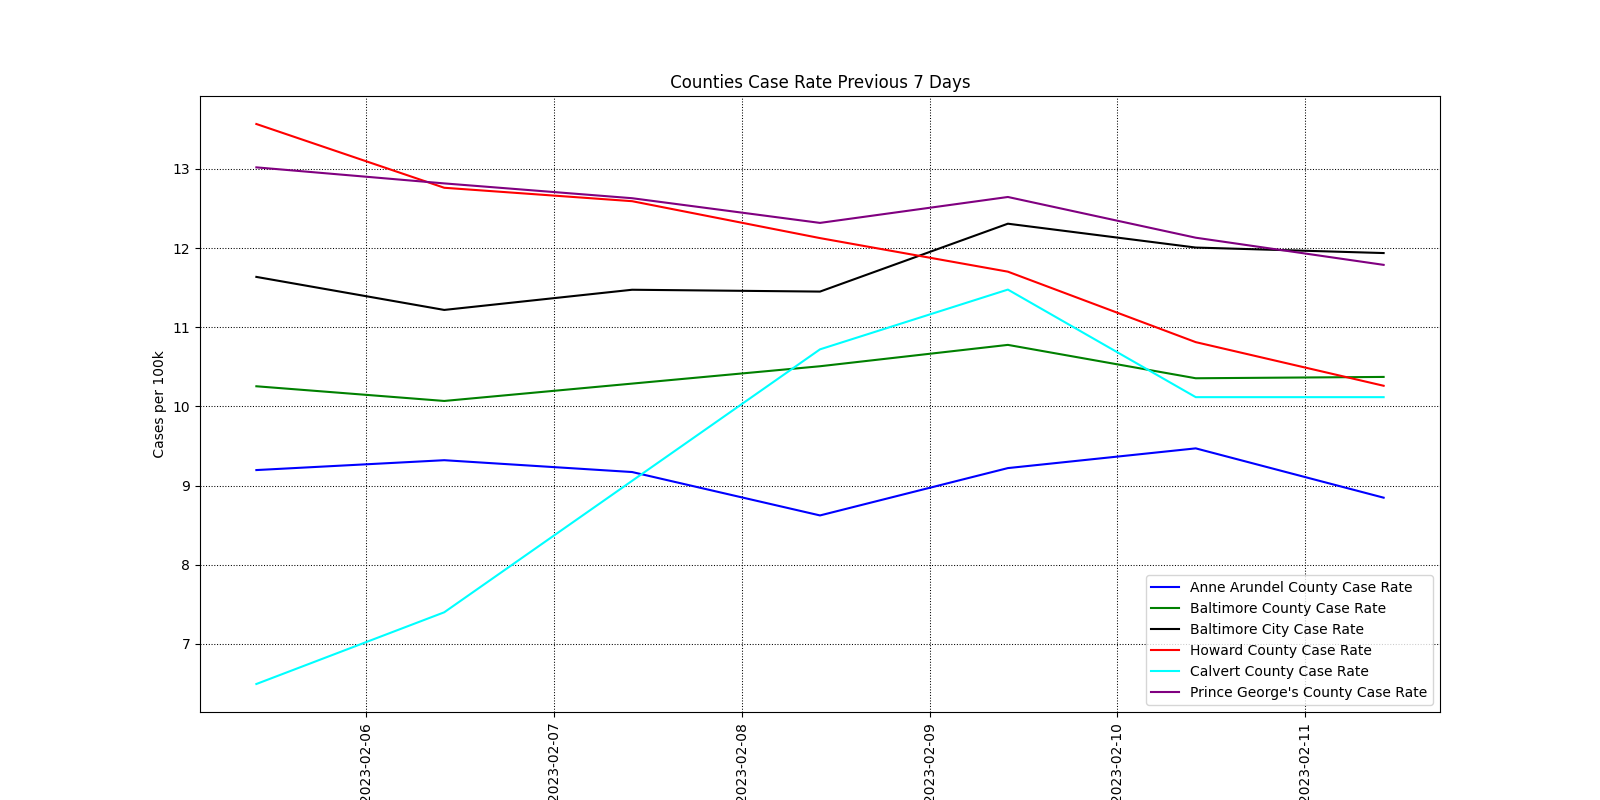 Counties Case Rate Previous 7 Days
Cases per 100k
13
12
11
10
9
8
7
Anne Arundel County Case Rate
Baltimore County Case Rate
Baltimore City Case Rate
Howard County Case Rate
Calvert County Case Rate
Prince George's County Case Rate
2023-02-06
2023-02-07
2023-02-08
2023-02-09
2023-02-10
2023-02-11